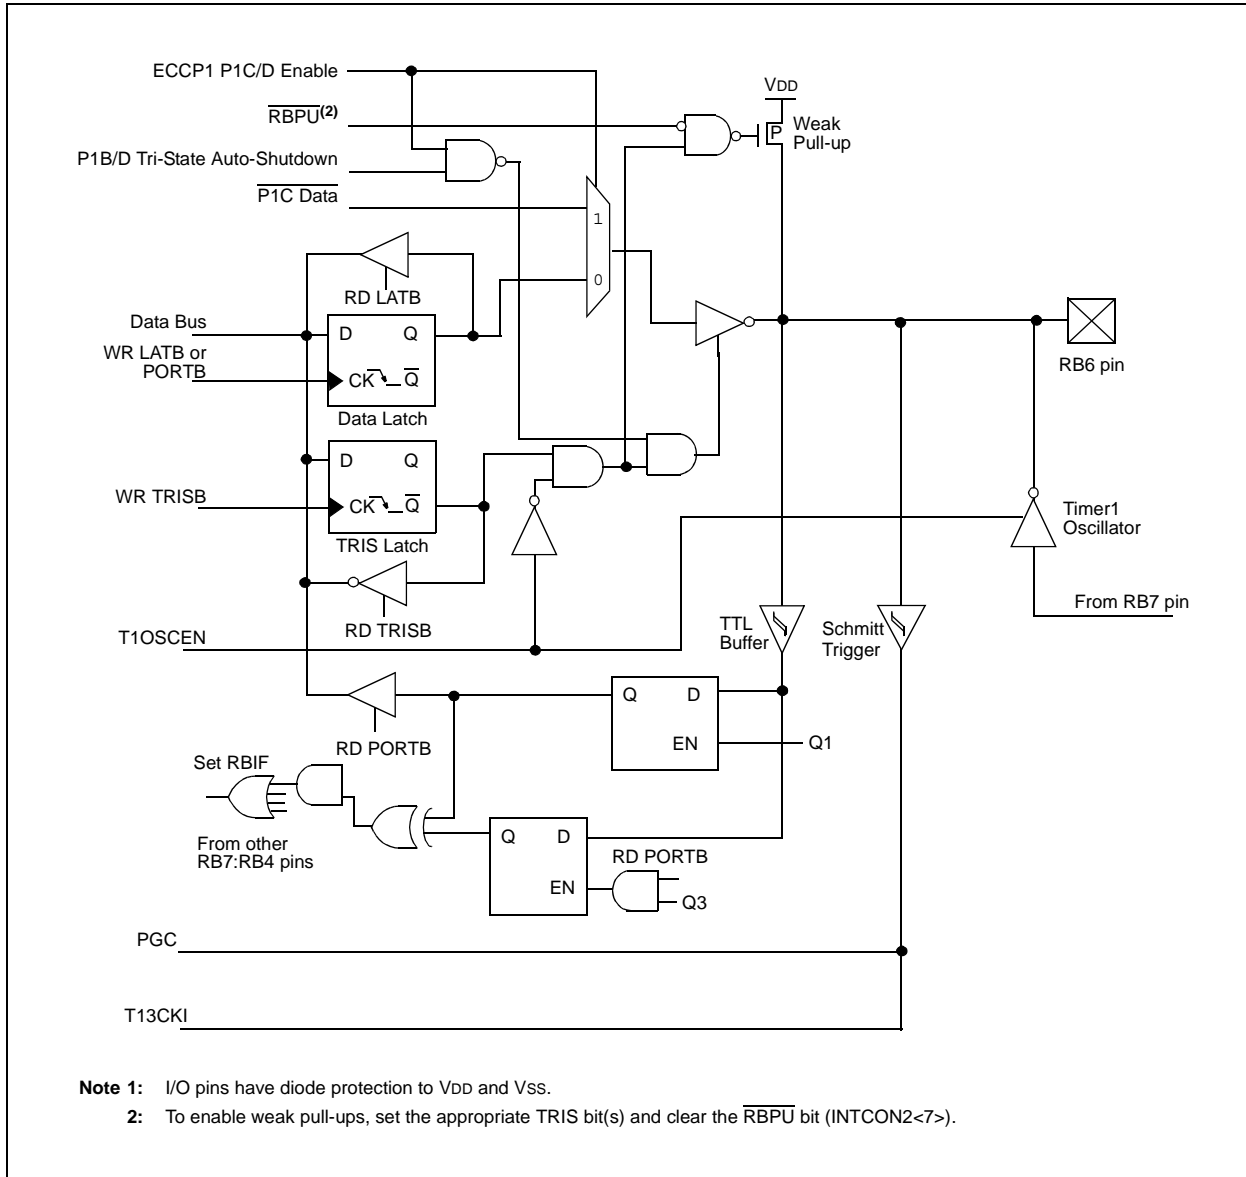 ECCP1 P1C/D Enable
VDD
RBPU(2)
P
Weak
Pull-up
P1B/D Tri-State Auto-Shutdown
P1C Data
1
0
RD LATB
Data Bus
D Q
WR LATB or
PORTB
CK Q
Data Latch
RB6 pin
D Q
WR TRISB
CK Q
TRIS Latch
Timer1
Oscillator
From RB7 pin
RD TRISB
T1OSCEN
TTL
Buffer
Schmitt
Trigger
Q D
EN
Q1
RD PORTB
Set RBIF
From other
RB7:RB4 pins
Q D
EN
RD PORTB
Q3
PGC
T13CKI
Note 1: I/O pins have diode protection to VDD and VSS.
2: To enable weak pull-ups, set the appropriate TRIS bit(s) and clear the RBPU bit (INTCON2<7>).